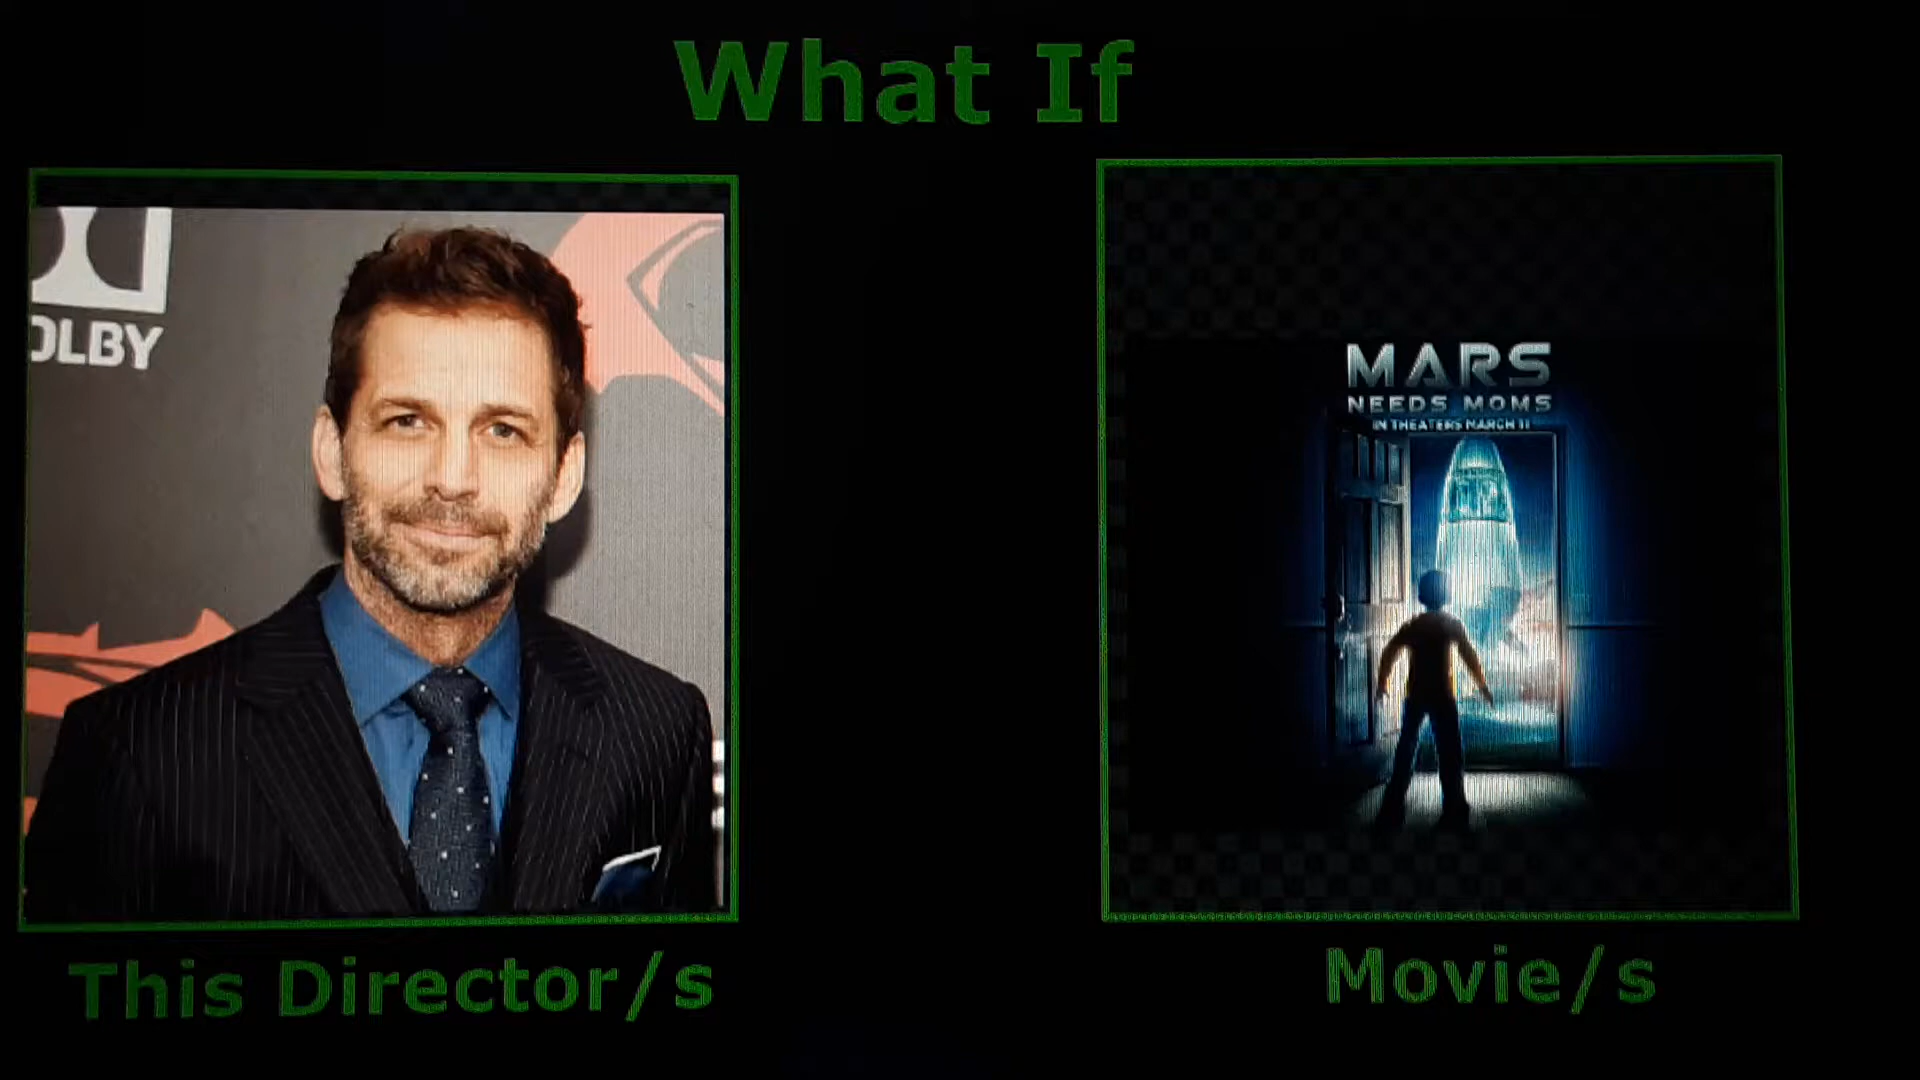 What If
OLBY
MARS
NEEDS MOMS
IN THEATERS MARCH 11
This Director/s
Movie/s